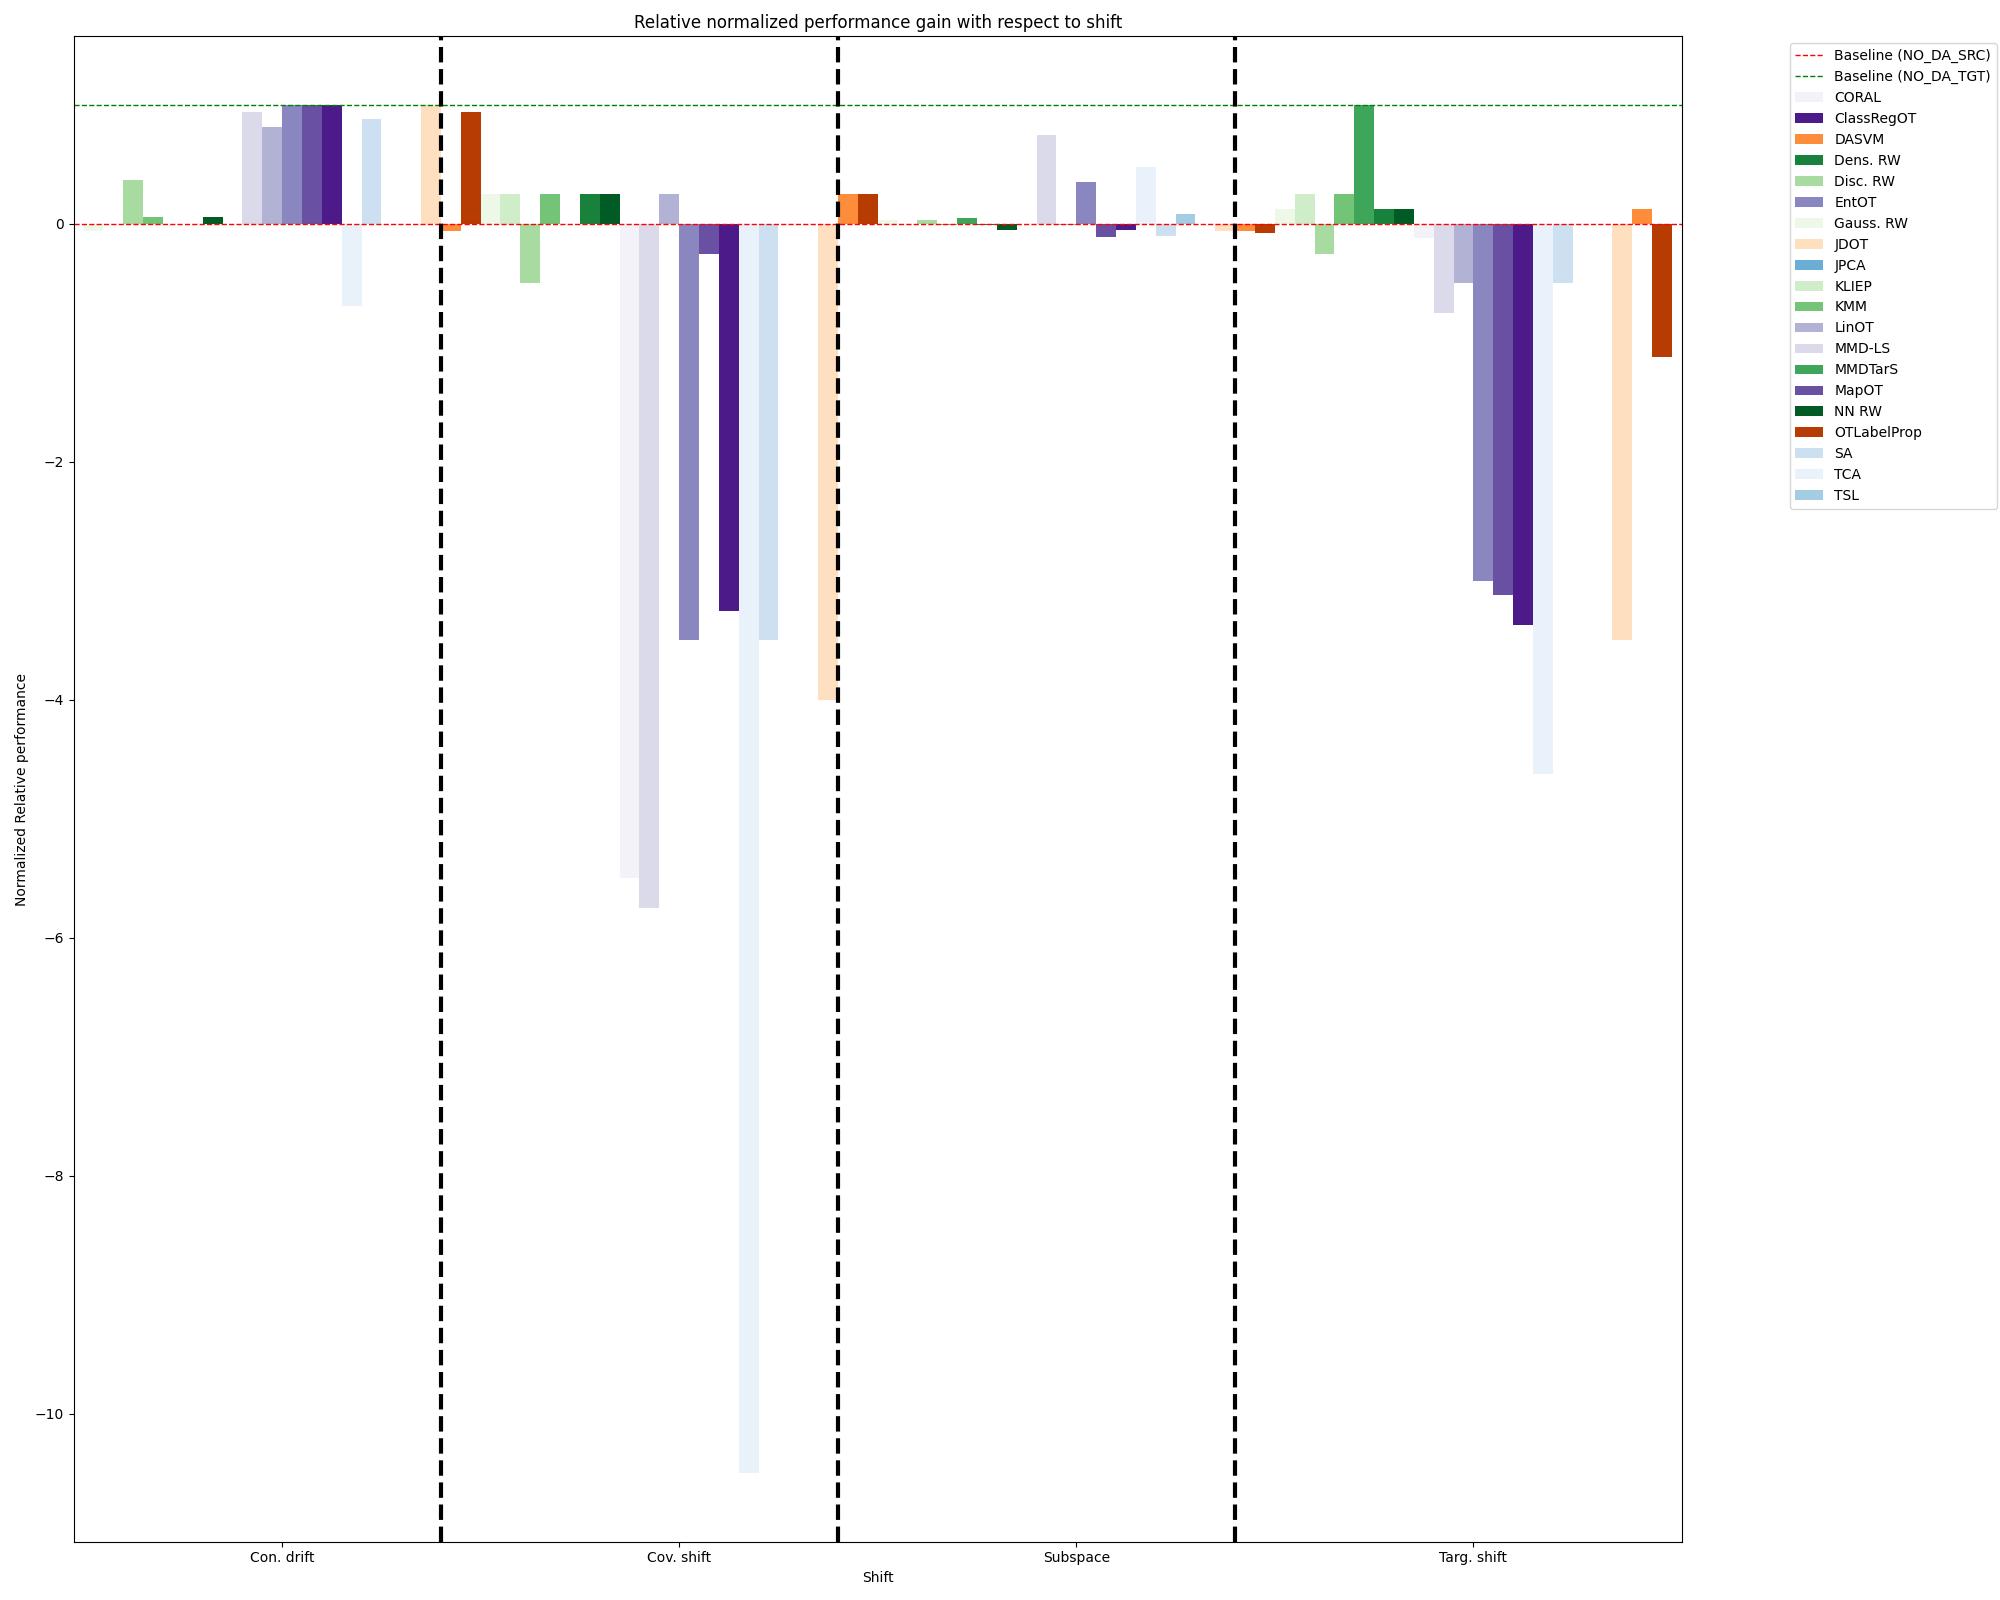 Relative normalized performance gain with respect to shift
Normalized Relative performance
0
−2
−4
−6
−8
−10
Con. drift
Cov. shift
Subspace
Targ. shift
Shift
Baseline (NO_DA_SRC)
Baseline (NO_DA_TGT)
CORAL
ClassRegOT
DASVM
Dens. RW
Disc. RW
EntOT
Gauss. RW
JDOT
JPCA
KLIEP
KMM
LinOT
MMD-LS
MMDTarS
MapOT
NN RW
OTLabelProp
SA
TCA
TSL